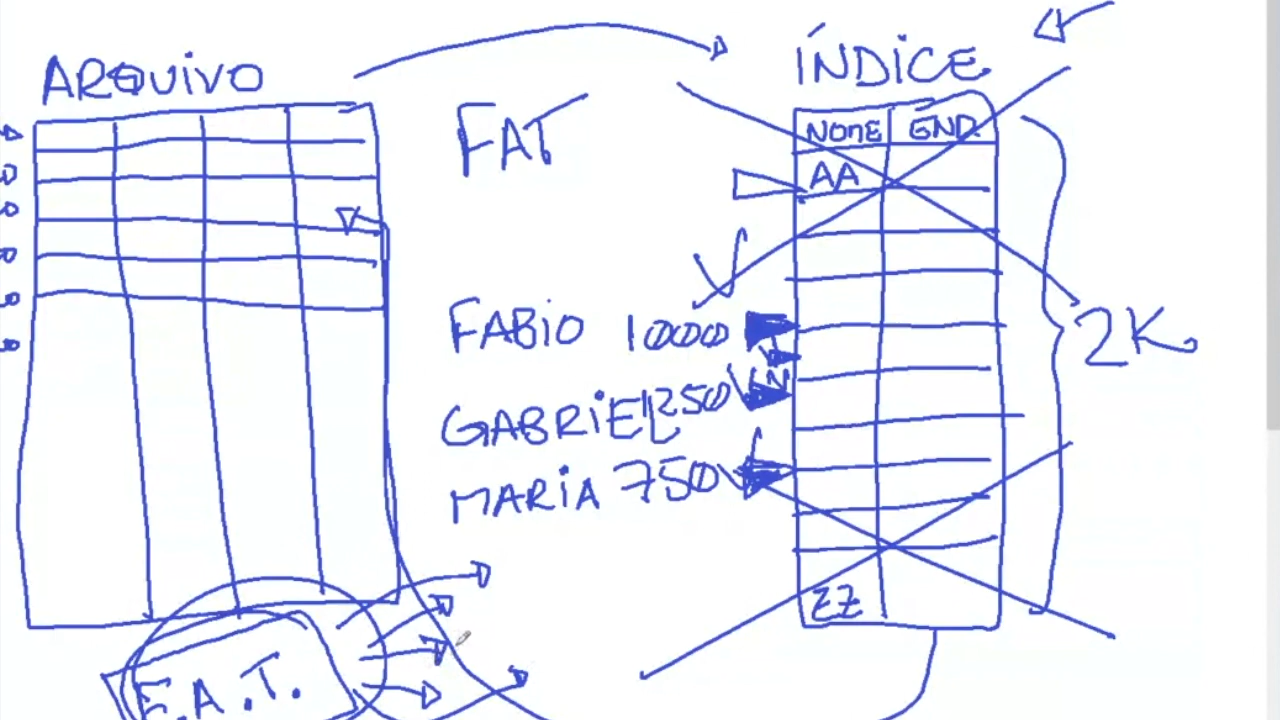 ARQUIVO
FAT
ÍNDICE
NOME END.
AA
FABIO 1000
GABRIEL 1250
MARIA 750
2K
ZZ
F.A.T.